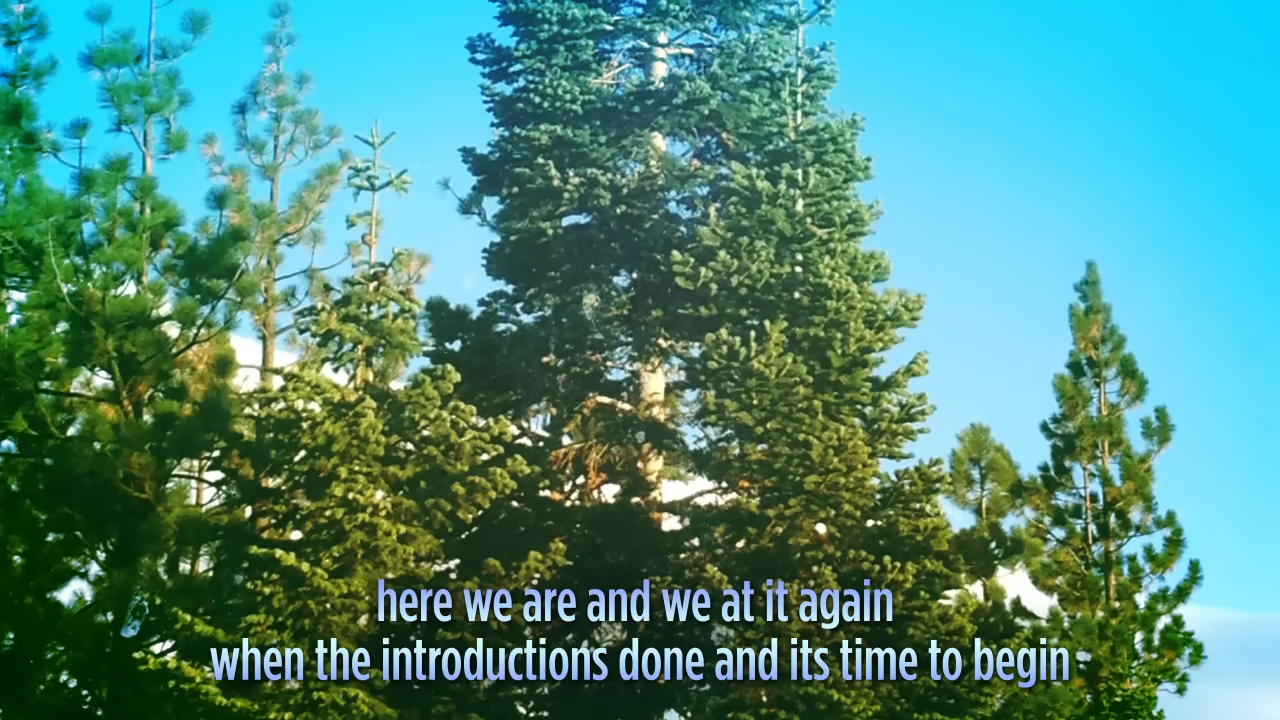 here we are and we at it again
when the introductions done and its time to begin